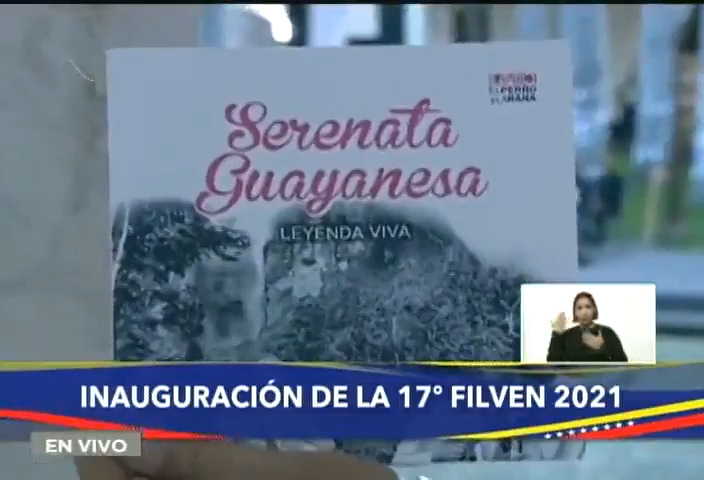 EL PERRO
Y LA RANA
Serenata
Guayanesa
LEYENDA VIVA
INAUGURACIÓN DE LA 17° FILVEN 2021
EN VIVO